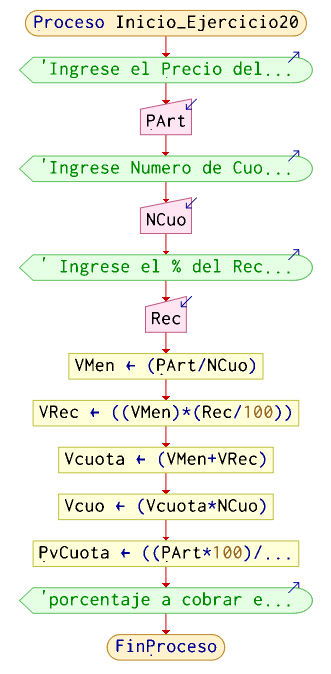 Proceso Inicio_Ejercicio20
'Ingrese el Precio del...
PArt
'Ingrese Numero de Cuo...
NCuo
' Ingrese el % del Rec...
Rec
VMen ← (PArt/NCuo)
VRec ← ((VMen)*(Rec/100))
Vcuota ← (VMen+VRec)
Vcuo ← (Vcuota*NCuo)
PvCuota ← ((PArt*100)/...
'porcentaje a cobrar e...
FinProceso